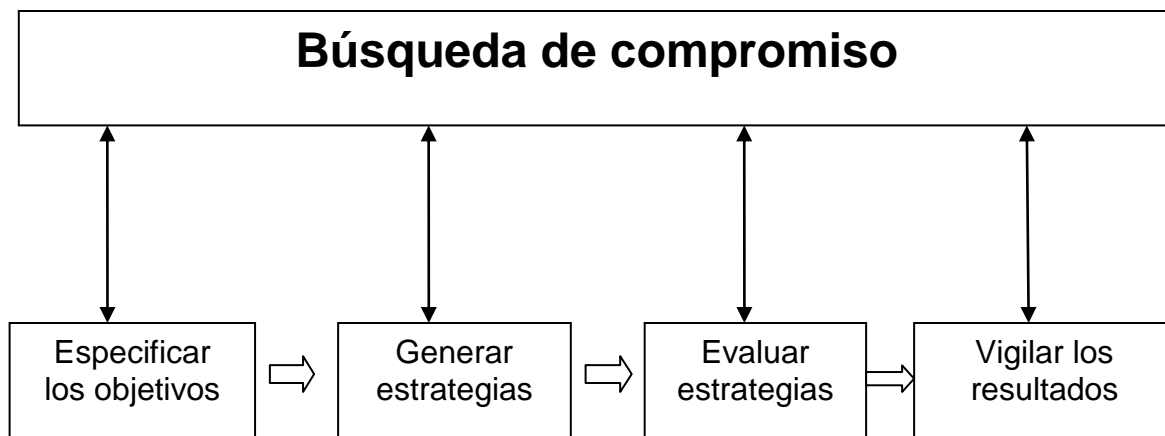 Búsqueda de compromiso
Especificar
los objetivos
Generar
estrategias
Evaluar
estrategias
Vigilar los
resultados